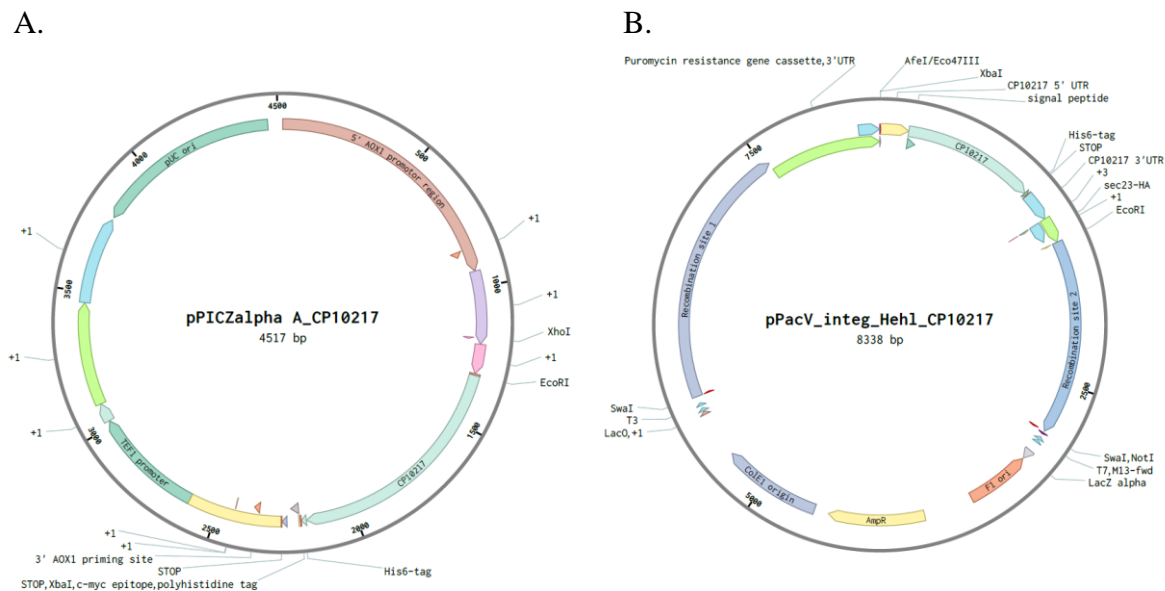 A.
4500
500
5' AOX1 promotor region
+1
1000
+1
XhoI
+1
EcoRI
1500
CP10217
2000
His6-tag
STOP,XbaI,c-myc epitope,polyhistidine tag
STOP
3' AOX1 priming site
+1
+1
2500
TEF1 promoter
3000
+1
+1
3500
+1
4000
pUC ori
pPICZalpha A_CP10217
4517 bp
B.
Puromycin resistance gene cassette,3'UTR
AfeI/Eco47III
XbaI
CP10217 5' UTR
signal peptide
CP10217
His6-tag
STOP
CP10217 3'UTR
+3
sec23-HA
+1
EcoRI
Recombination site 2
2500
SwaI,NotI
T7,M13-fwd
LacZ alpha
F1 ori
AmpR
ColE1 origin
5000
LacO,+1
T3
SwaI
Recombination site 1
7500
pPacV_integ_Hehl_CP10217
8338 bp